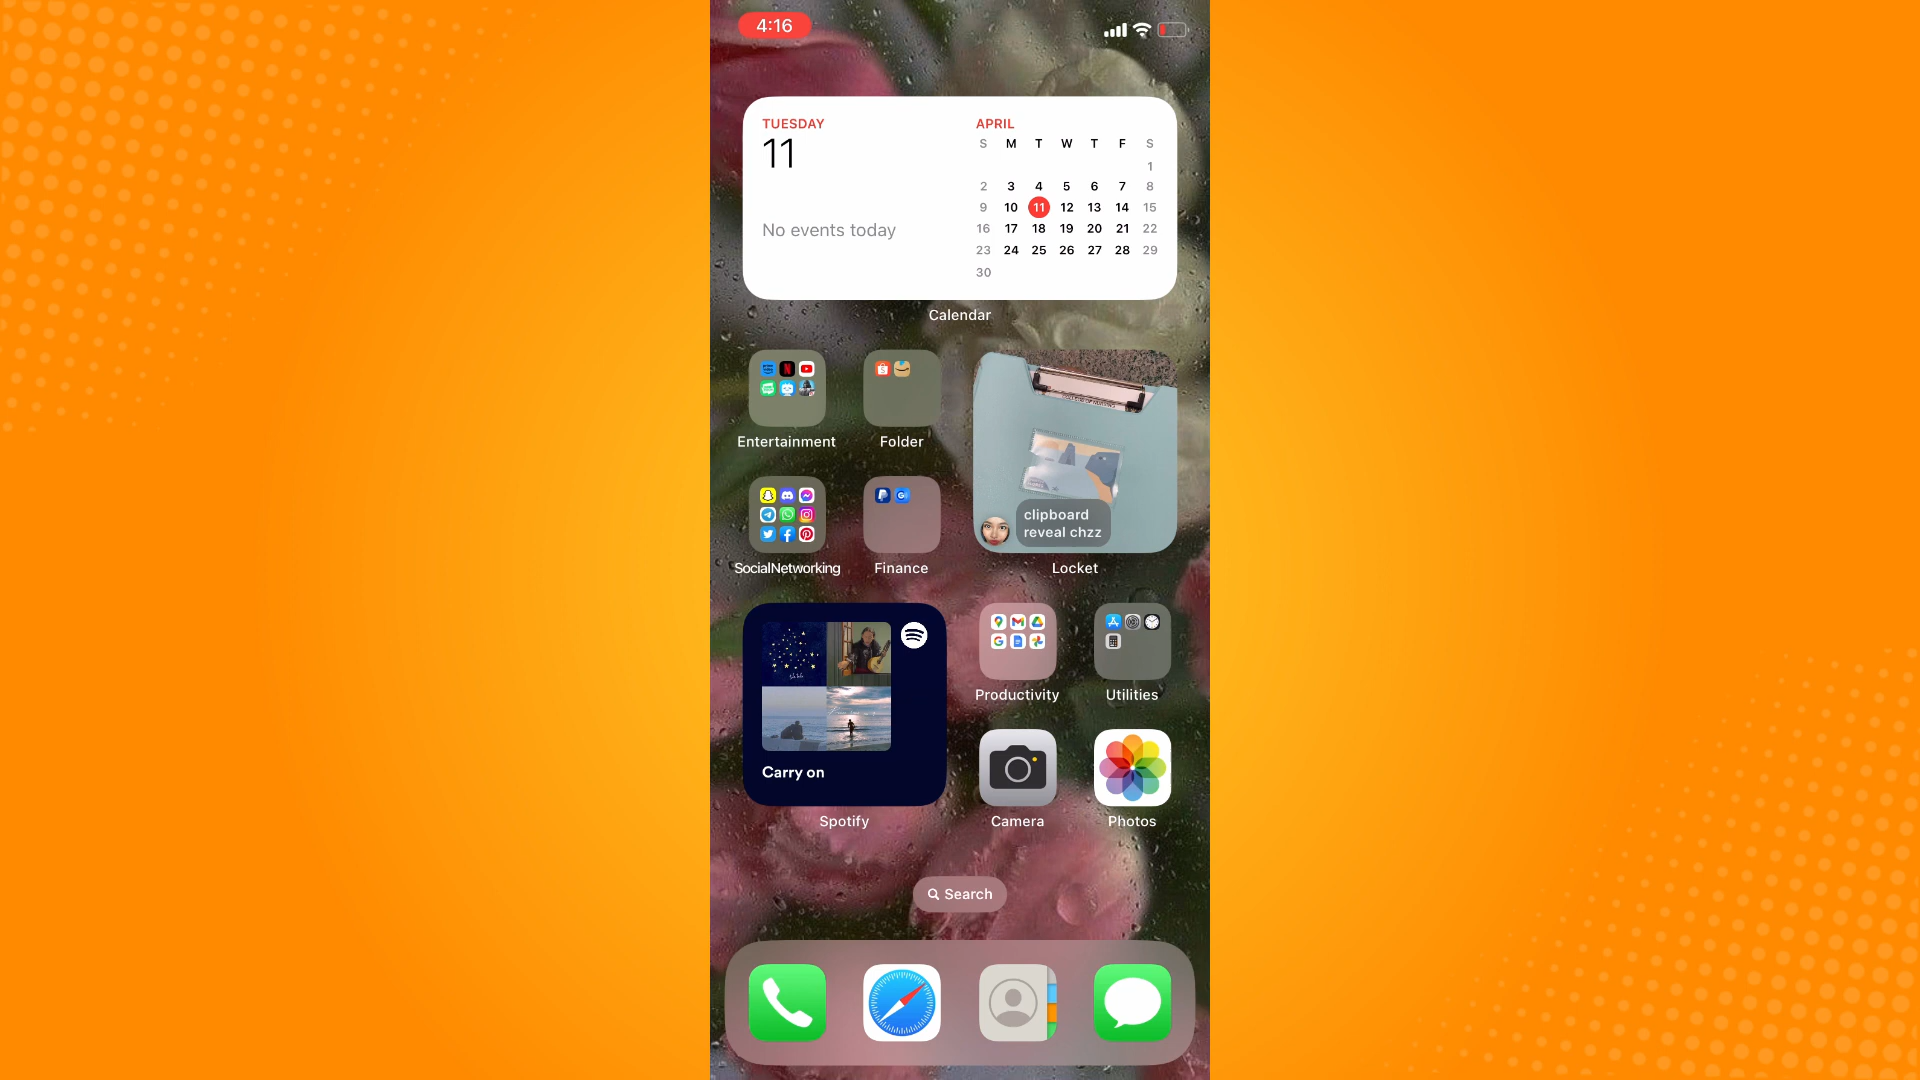 4:16
TUESDAY
11
No events today
APRIL
S M T W T F S
1
2 3 4 5 6 7 8
9 10 11 12 13 14 15
16 17 18 19 20 21 22
23 24 25 26 27 28 29
30
Calendar
Entertainment
Folder
clipboard
reveal chzz
SocialNetworking
Finance
Locket
Productivity
Utilities
Carry on
Spotify
Camera
Photos
Search